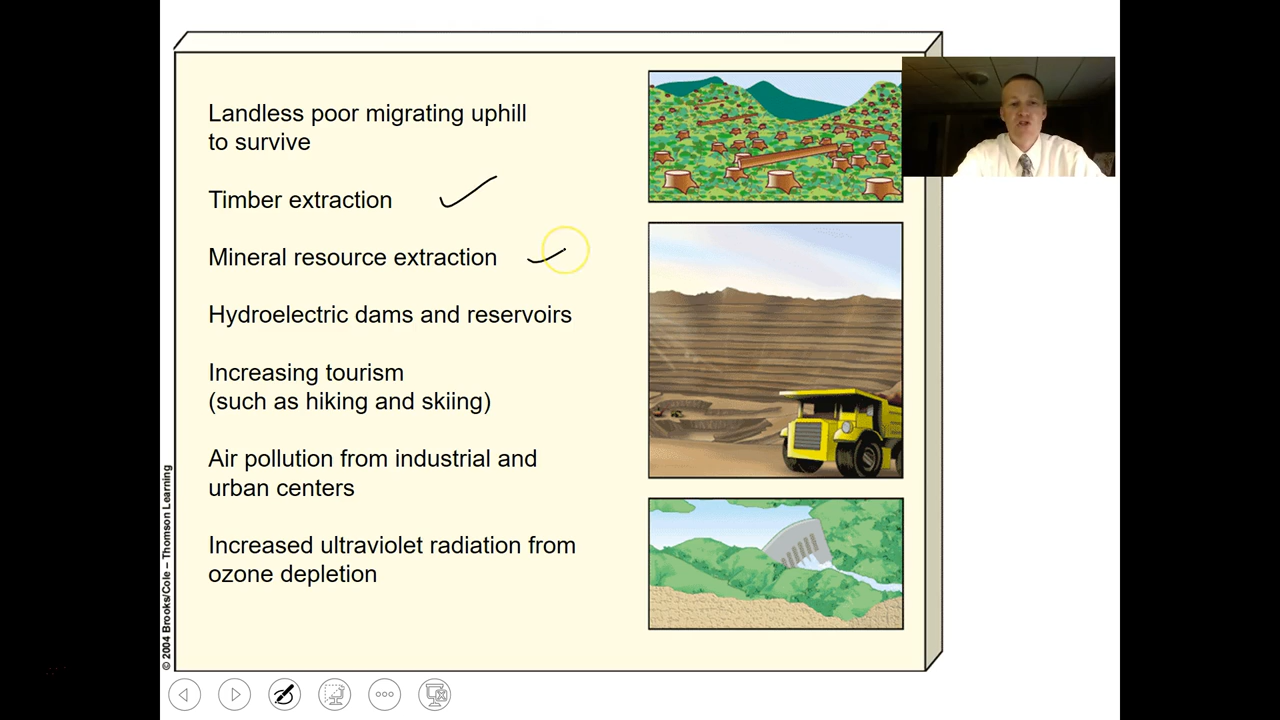 Landless poor migrating uphill
to survive
Timber extraction
Mineral resource extraction
Hydroelectric dams and reservoirs
Increasing tourism
(such as hiking and skiing)
Air pollution from industrial and
urban centers
Increased ultraviolet radiation from
ozone depletion
© 2004 Brooks/Cole – Thomson Learning